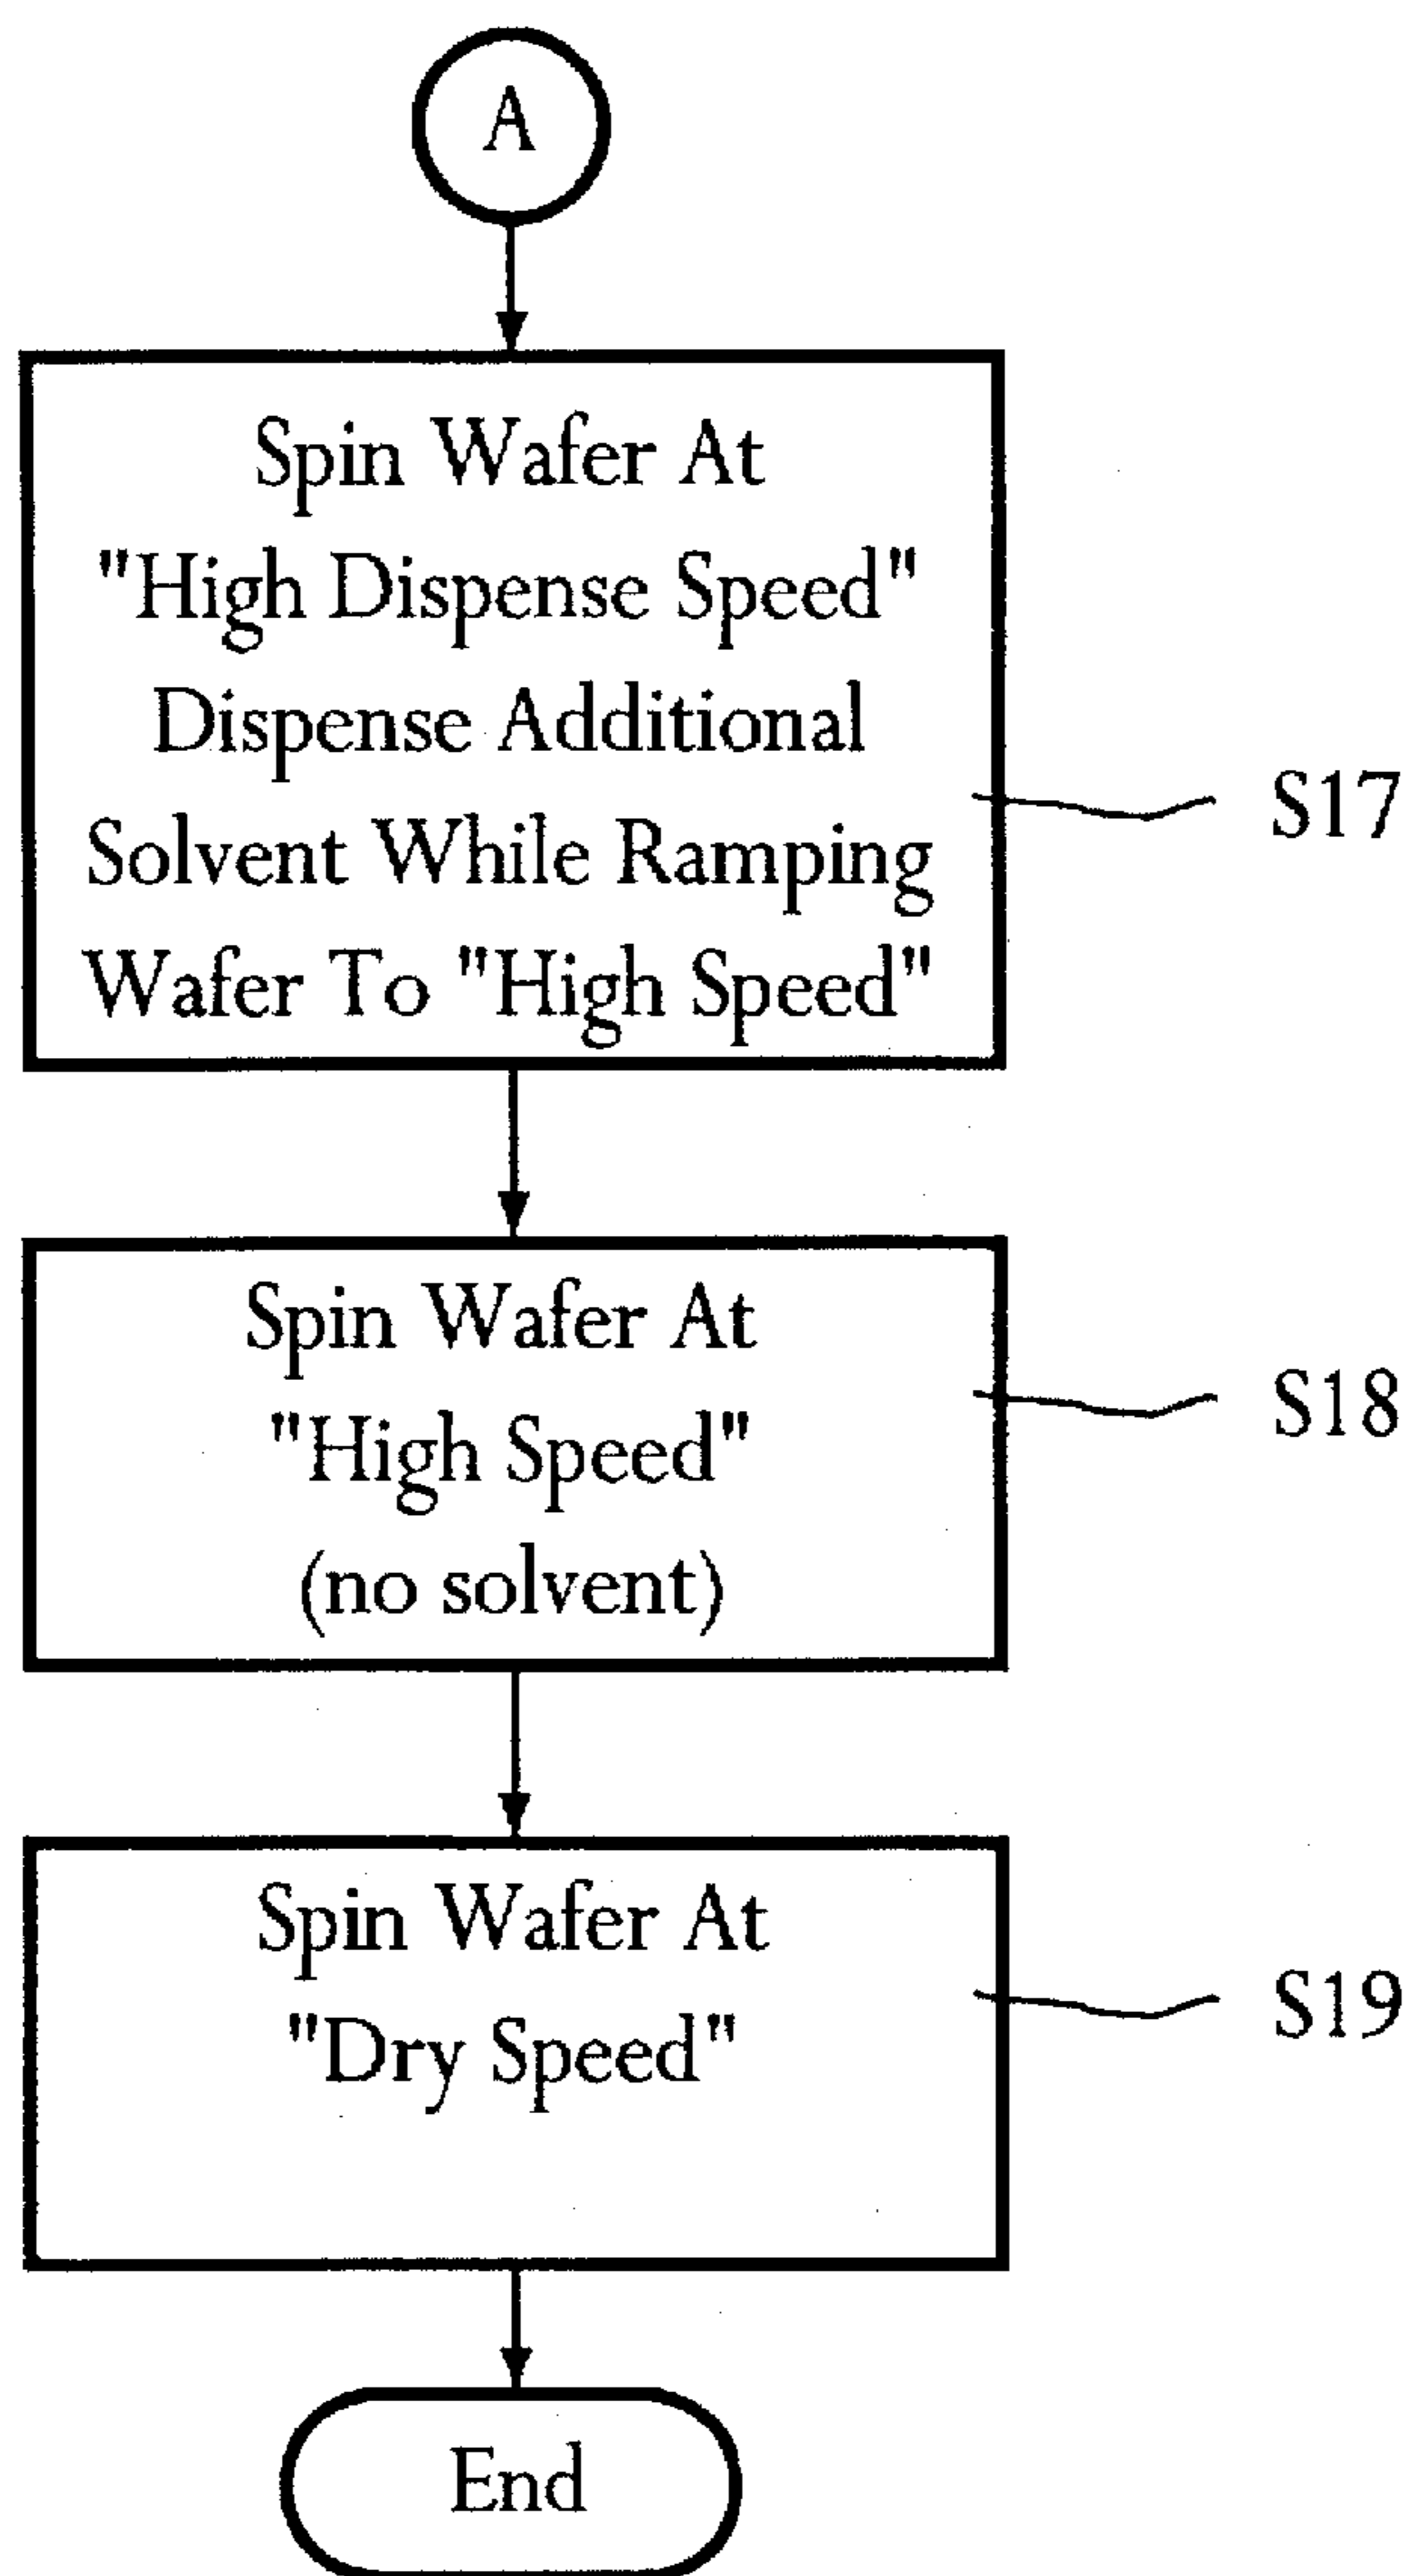 A
Spin Wafer At
"High Dispense Speed"
Dispense Additional
Solvent While Ramping
Wafer To "High Speed"
S17
Spin Wafer At
"High Speed"
(no solvent)
S18
Spin Wafer At
"Dry Speed"
S19
End